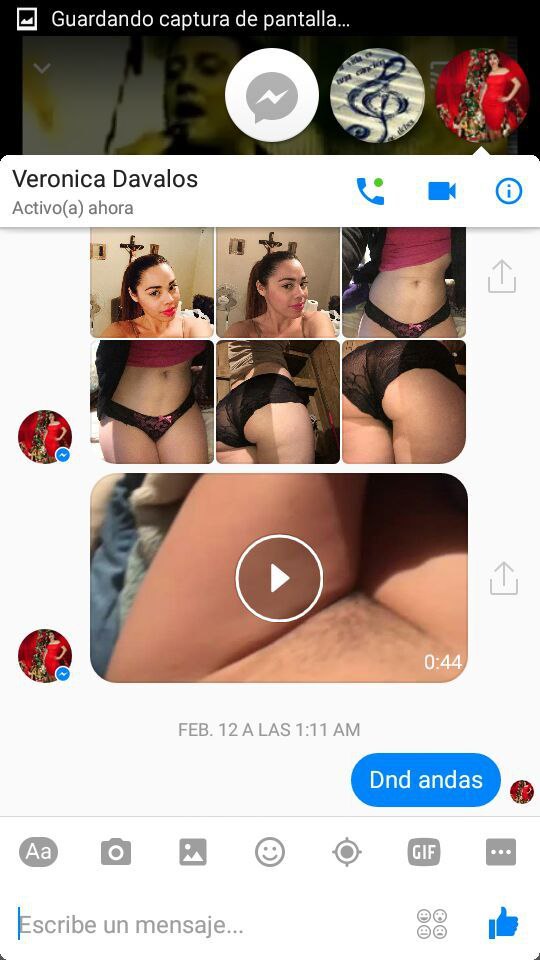 Guardando captura de pantalla...
Veronica Davalos
Activo(a) ahora
0:44
FEB. 12 A LAS 1:11 AM
Dnd andas
Aa
GIF
Escribe un mensaje...